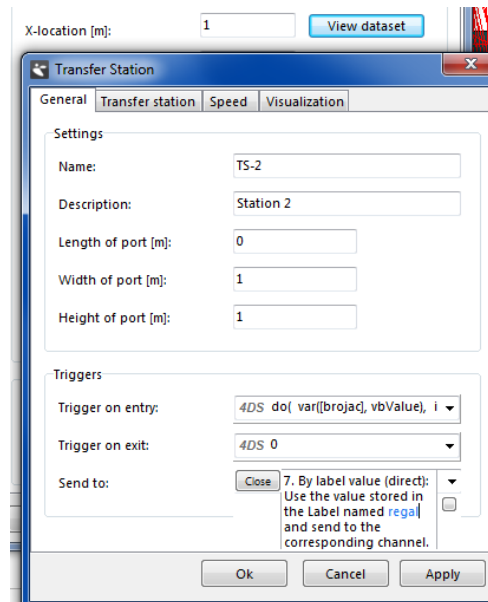 X-location [m]: 1 View dataset
Transfer Station
General Transfer station Speed Visualization
Settings
Name: TS-2
Description: Station 2
Length of port [m]: 0
Width of port [m]: 1
Height of port [m]: 1
Triggers
Trigger on entry: 4DS do( var([brojac], vbValue), i
Trigger on exit: 4DS 0
Send to: Close 7. By label value (direct):
Use the value stored in
the Label named regal
and send to the
corresponding channel.
Ok Cancel Apply